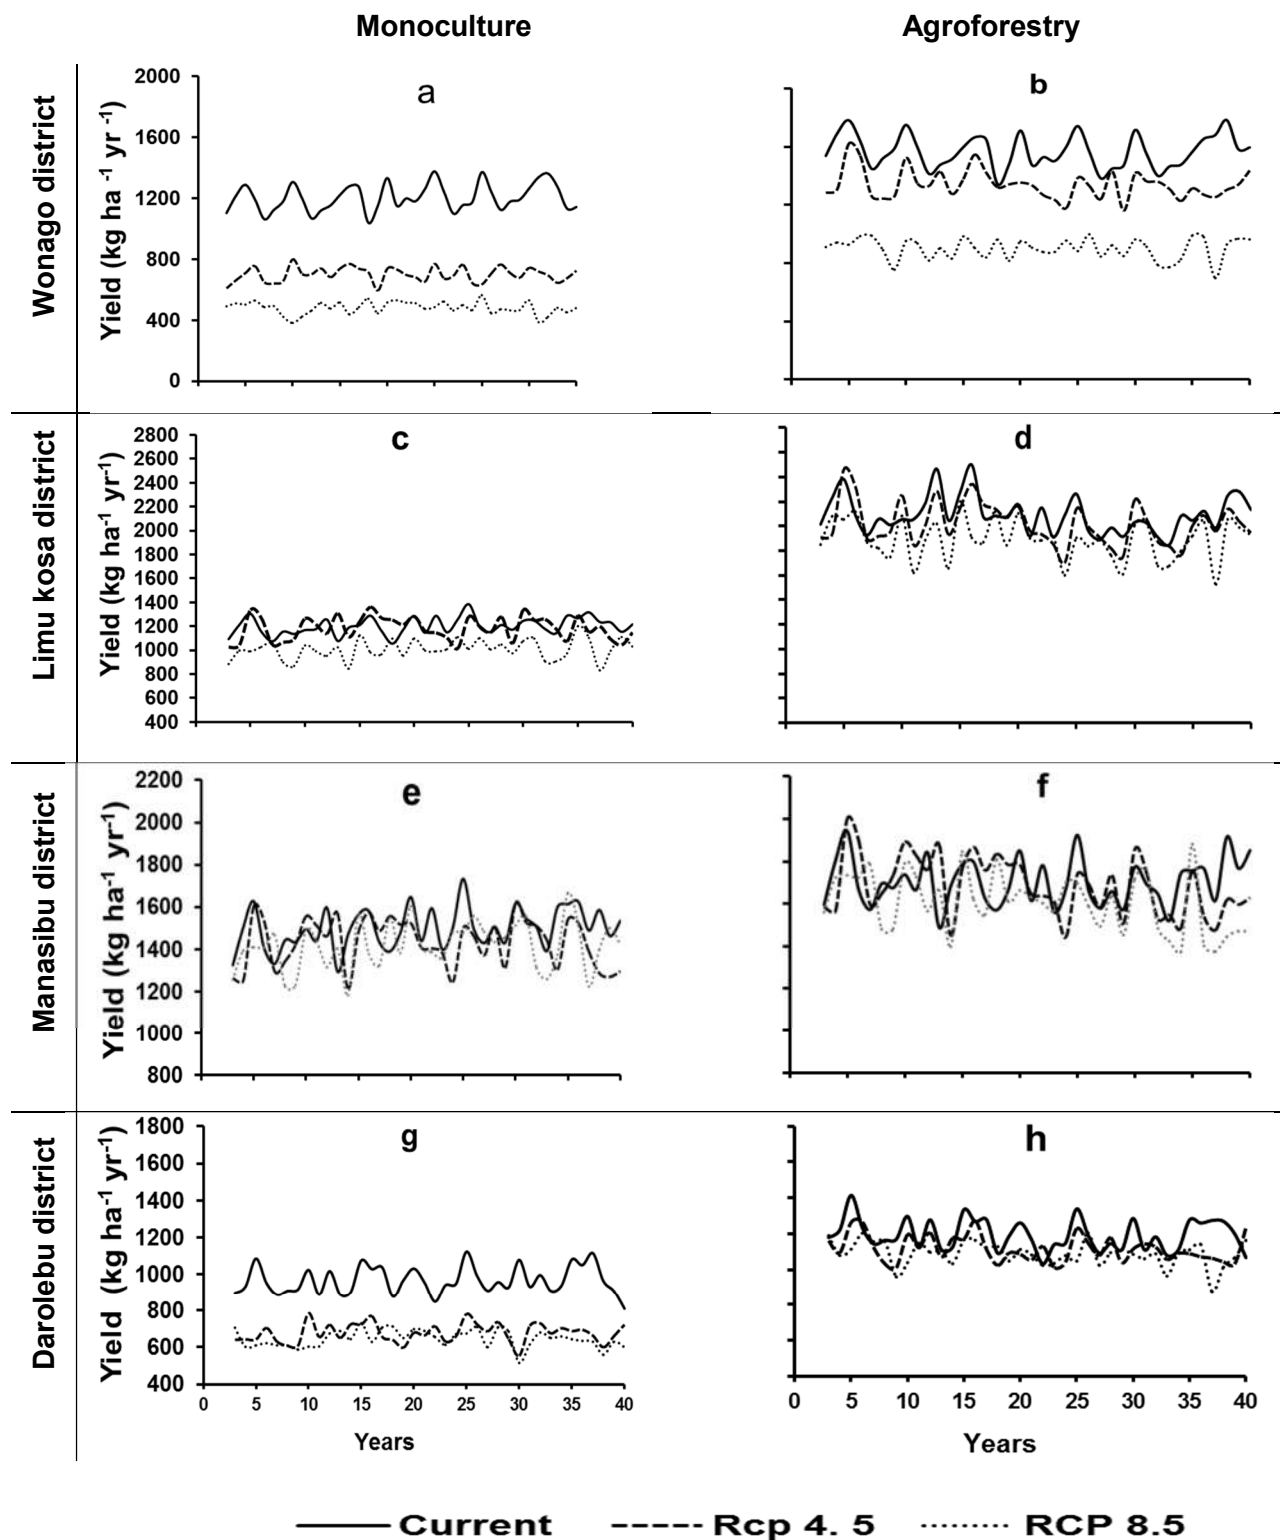 Monoculture Agroforestry
Wonago district
Yield (kg ha -1 yr -1)
a
2000
1600
1200
800
400
0
b
Limu kosa district
Yield (kg ha-1 yr-1)
c
2800
2600
2400
2200
2000
1800
1600
1400
1200
1000
800
600
400
d
Manasibu district
Yield (kg ha-1 yr-1)
e
2200
2000
1800
1600
1400
1200
1000
800
f
Darolebu district
Yield (kg ha-1 yr-1)
g
1800
1600
1400
1200
1000
800
600
400
0 5 10 15 20 25 30 35 40
Years
h
0 5 10 15 20 25 30 35 40
Years
Current Rcp 4. 5 RCP 8.5